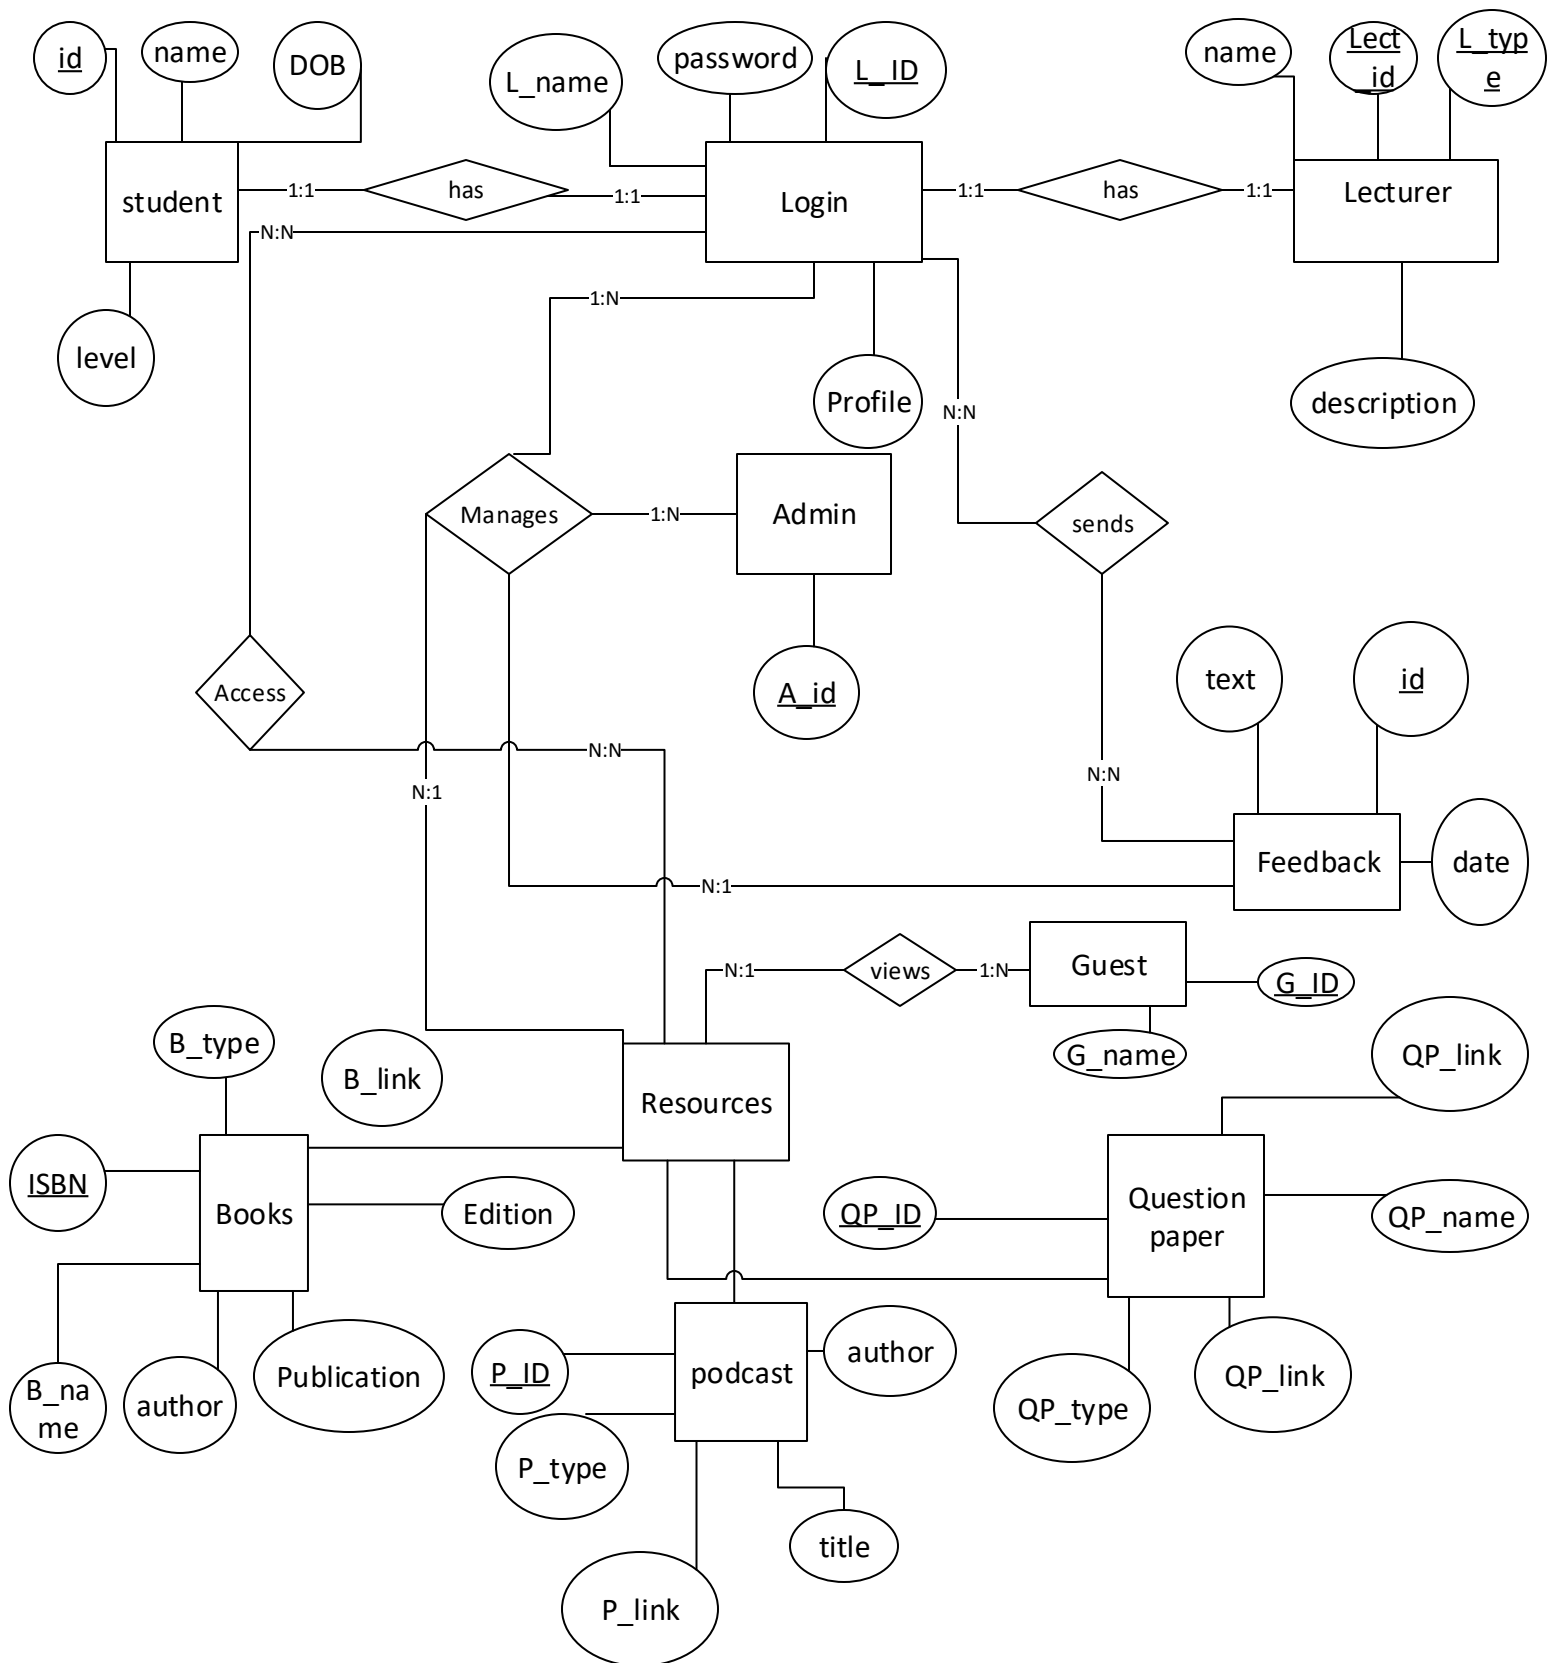 id
name
DOB
L_name
password
L_ID
name
Lect
_id
L_typ
e
student
1:1
has
1:1
Login
1:1
has
1:1
Lecturer
N:N
1:N
level
Profile
N:N
description
Manages
1:N
Admin
sends
Access
A_id
text
id
N:N
N:1
N:N
Feedback
date
N:1
N:1
views
1:N
Guest
G_ID
G_name
B_type
B_link
Resources
QP_link
ISBN
Books
Edition
QP_ID
Question
paper
QP_name
B_na
me
author
Publication
P_ID
podcast
author
QP_type
QP_link
P_type
title
P_link